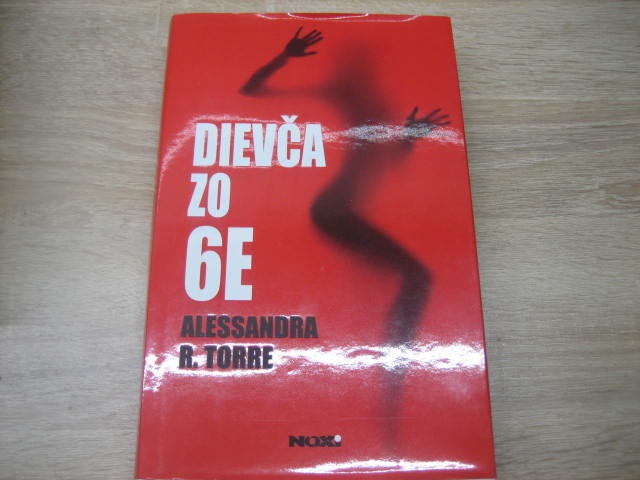 DIEVČA
ZO
6E
ALESSANDRA
R. TORRE
NOXi